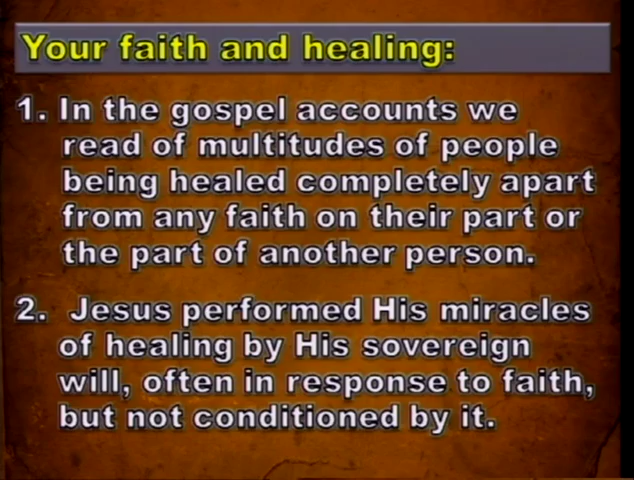 Your faith and healing:
1. In the gospel accounts we
read of multitudes of people
being healed completely apart
from any faith on their part or
the part of another person.
2. Jesus performed His miracles
of healing by His sovereign
will, often in response to faith,
but not conditioned by it.